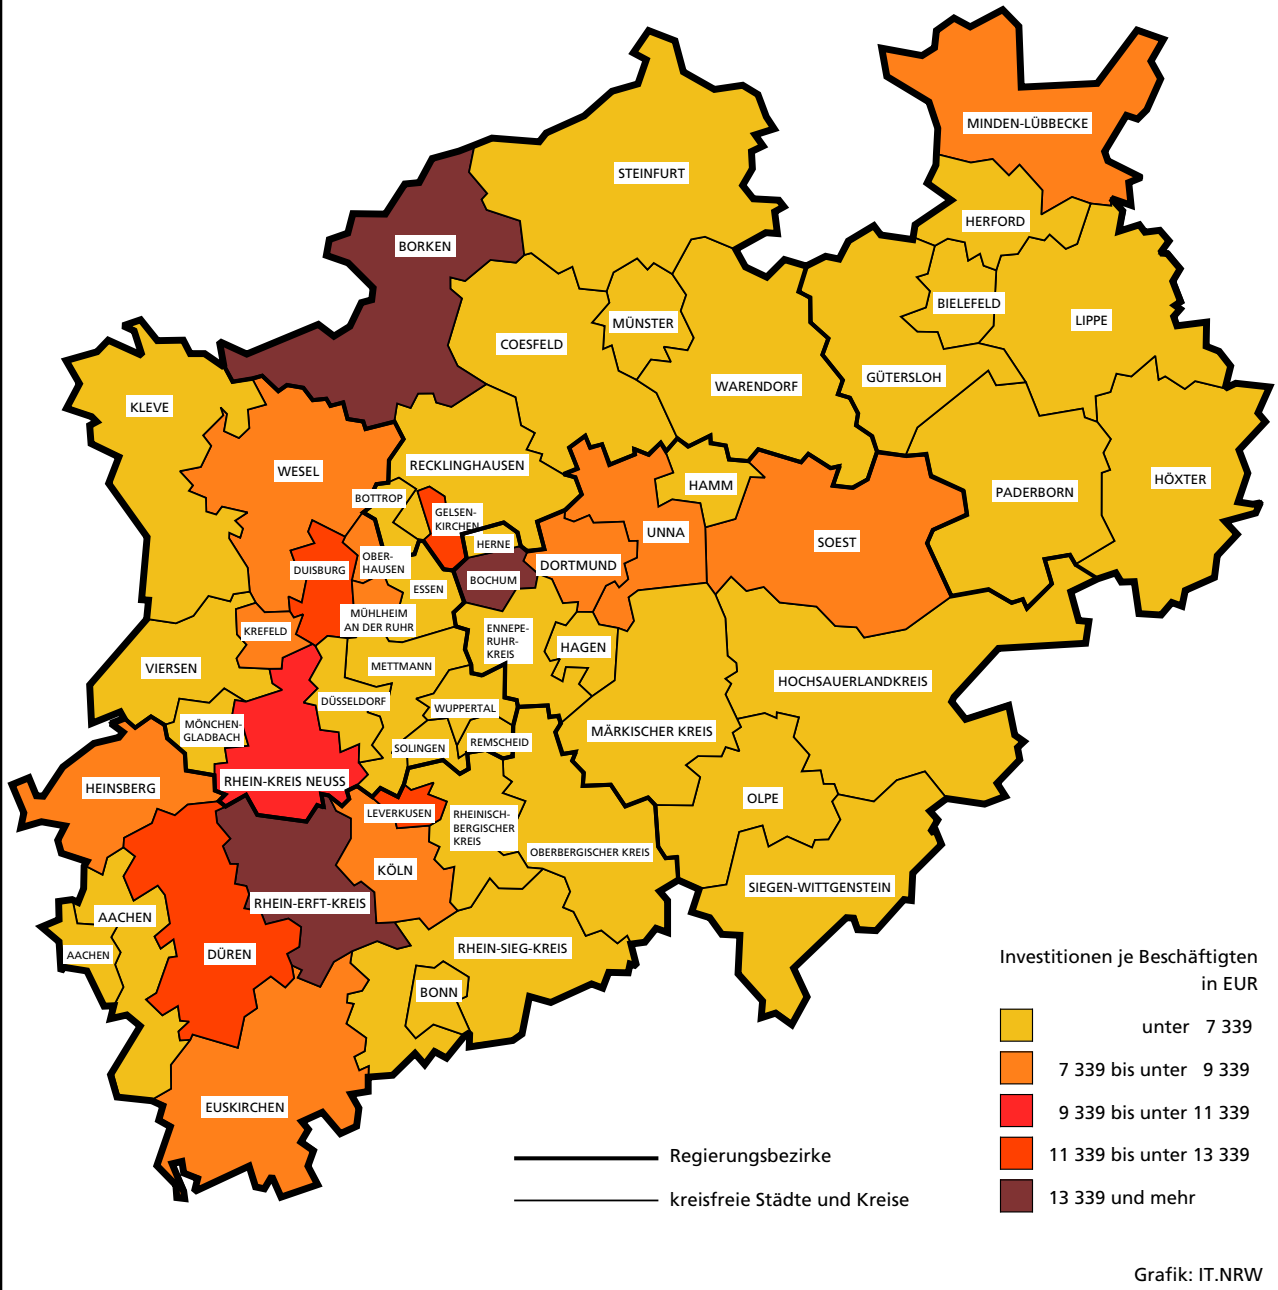 MINDEN-LÜBBECKE
STEINFURT
HERFORD
BORKEN
BIELEFELD
MÜNSTER
LIPPE
COESFELD
GÜTERSLOH
WARENDORF
KLEVE
RECKLINGHAUSEN
WESEL
HÖXTER
HAMM
PADERBORN
BOTTROP
GELSEN-
KIRCHEN
UNNA
SOEST
HERNE
OBER-
HAUSEN
DORTMUND
DUISBURG
BOCHUM
ESSEN
MÜHLHEIM
AN DER RUHR
KREFELD
ENNEPE-
RUHR-
KREIS
HAGEN
VIERSEN
METTMANN
HOCHSAUERLANDKREIS
DÜSSELDORF
WUPPERTAL
MÖNCHEN-
GLADBACH
MÄRKISCHER KREIS
SOLINGEN
REMSCHEID
RHEIN-KREIS NEUSS
HEINSBERG
OLPE
LEVERKUSEN
RHEINISCH-
BERGISCHER
KREIS
OBERBERGISCHER KREIS
KÖLN
SIEGEN-WITTGENSTEIN
RHEIN-ERFT-KREIS
AACHEN
RHEIN-SIEG-KREIS
AACHEN
DÜREN
BONN
EUSKIRCHEN
Investitionen je Beschäftigten
in EUR
unter 7 339
7 339 bis unter 9 339
9 339 bis unter 11 339
11 339 bis unter 13 339
13 339 und mehr
Regierungsbezirke
kreisfreie Städte und Kreise
Grafik: IT.NRW